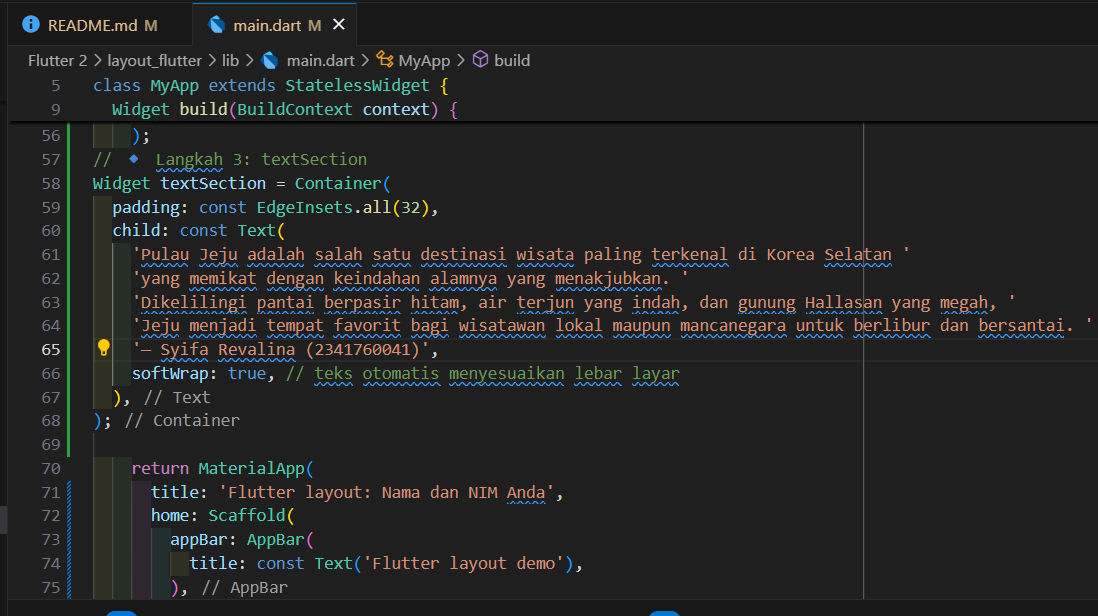 README.md M
main.dart M
Flutter 2 > layout_flutter > lib > main.dart > MyApp > build
5 class MyApp extends StatelessWidget {
9 Widget build(BuildContext context) {
56 );
57 // 🔹 Langkah 3: textSection
58 Widget textSection = Container(
59 padding: const EdgeInsets.all(32),
60 child: const Text(
61 'Pulau Jeju adalah salah satu destinasi wisata paling terkenal di Korea Selatan '
62 'yang memikat dengan keindahan alamnya yang menakjubkan. '
63 'Dikelilingi pantai berpasir hitam, air terjun yang indah, dan gunung Hallasan yang megah, '
64 'Jeju menjadi tempat favorit bagi wisatawan lokal maupun mancanegara untuk berlibur dan bersantai. '
65 '— Syifa Revalina (2341760041)',
66 softWrap: true, // teks otomatis menyesuaikan lebar layar
67 ), // Text
68 ); // Container
69
70 return MaterialApp(
71 title: 'Flutter layout: Nama dan NIM Anda',
72 home: Scaffold(
73 appBar: AppBar(
74 title: const Text('Flutter layout demo'),
75 ), // AppBar